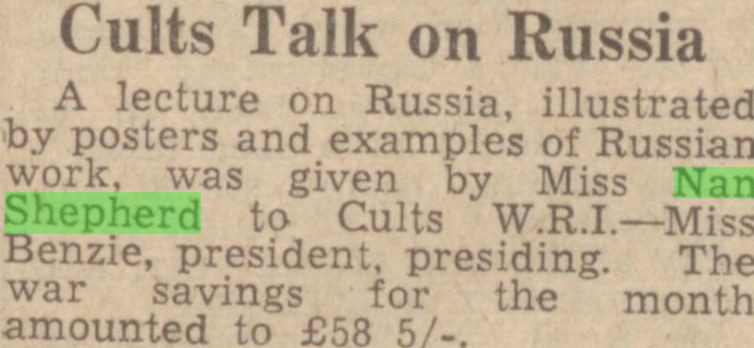 Cults Talk on Russia
A lecture on Russia, illustrated
by posters and examples of Russian
work, was given by Miss Nan
Shepherd to Cults W.R.I.—Miss
Benzie, president, presiding. The
war savings for the month
amounted to £58 5/-.